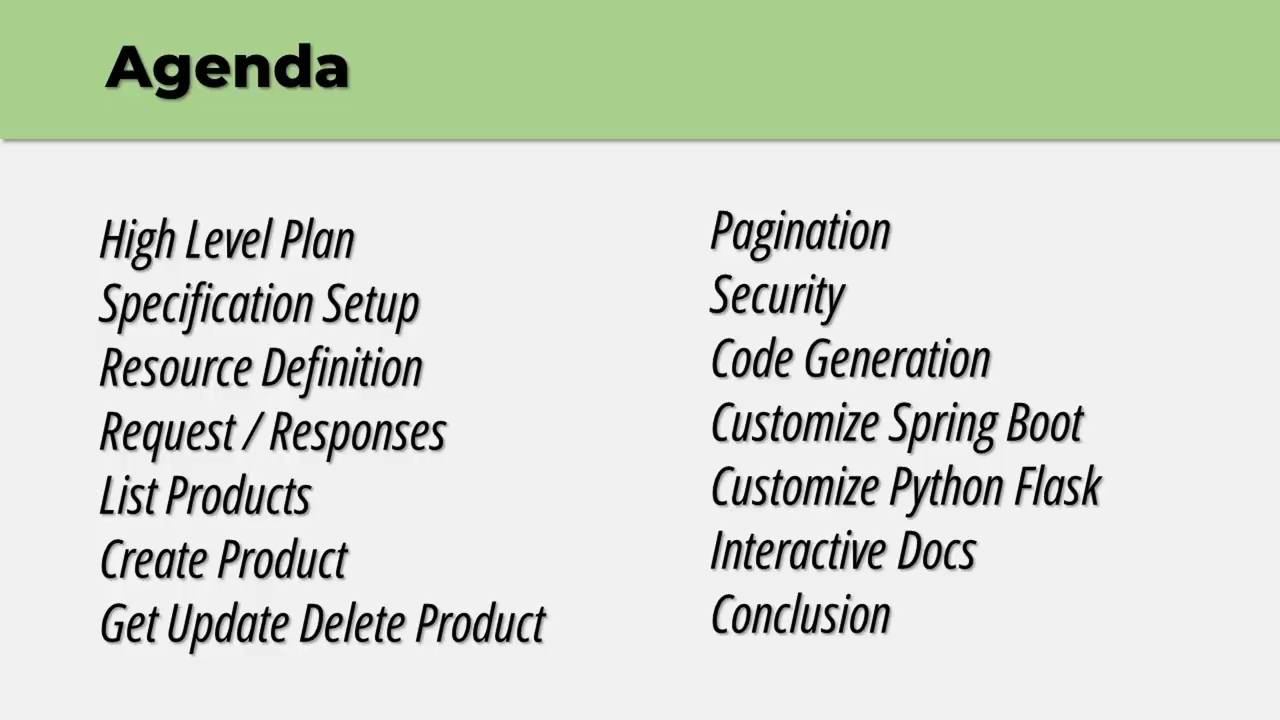 Agenda
High Level Plan
Specification Setup
Resource Definition
Request / Responses
List Products
Create Product
Get Update Delete Product
Pagination
Security
Code Generation
Customize Spring Boot
Customize Python Flask
Interactive Docs
Conclusion